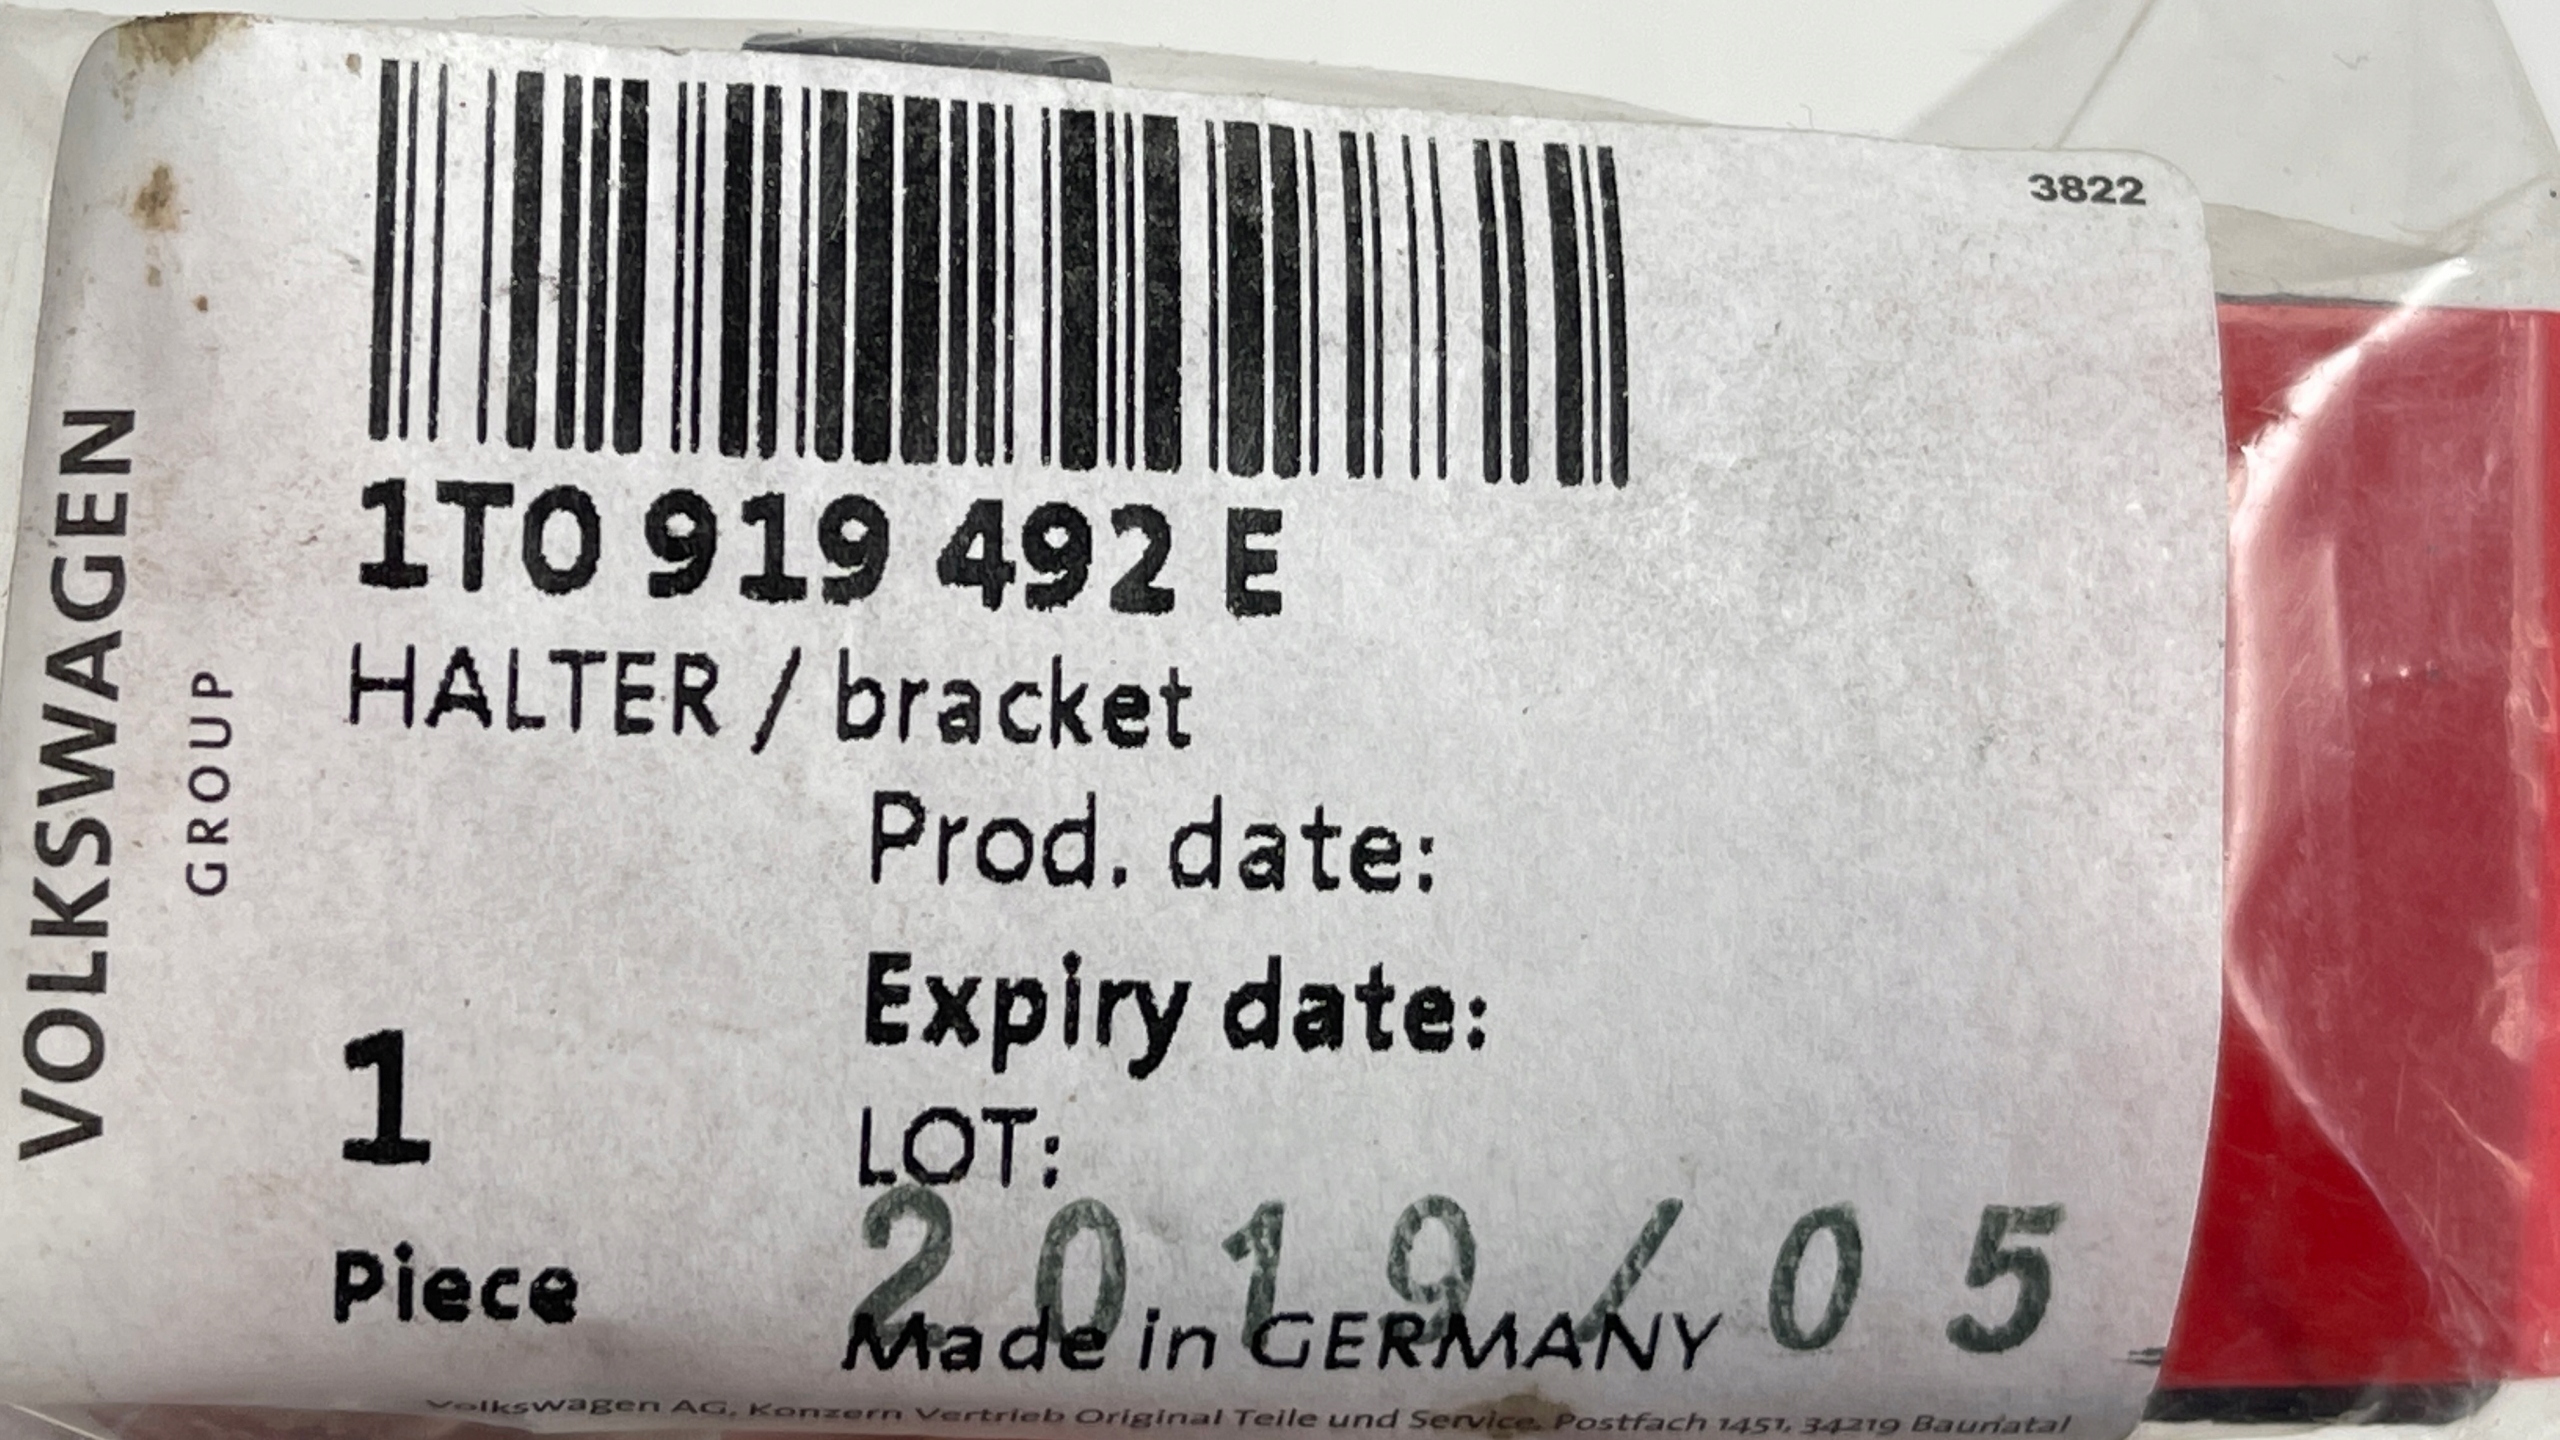 3822
1T0 919 492 E
HALTER / bracket
Prod. date:
Expiry date:
LOT:
1
Piece
2019/05
Made in GERMANY
Volkswagen AG, Konzern Vertrieb Original Teile und Service. Postfach 1451, 34219 Baunatal
VOLKSWAGEN
GROUP